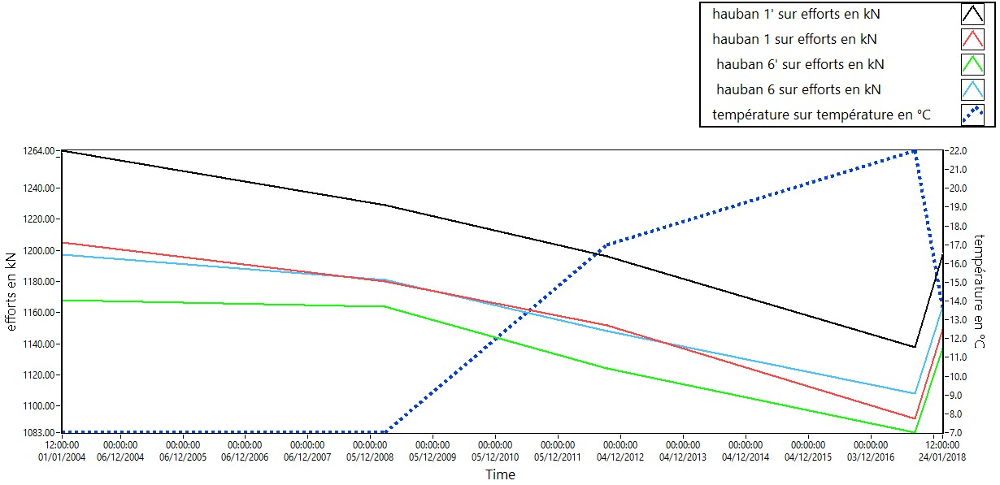 hauban 1' sur efforts en kN
hauban 1 sur efforts en kN
hauban 6' sur efforts en kN
hauban 6 sur efforts en kN
température sur température en °C
1264.00
1240.00
1220.00
1200.00
1180.00
1160.00
1140.00
1120.00
1100.00
1083.00
efforts en kN
22.0
21.0
20.0
19.0
18.0
17.0
16.0
15.0
14.0
13.0
12.0
11.0
10.0
9.0
8.0
7.0
température en °C
12:00:00 00:00:00 00:00:00 00:00:00 00:00:00 00:00:00 00:00:00 00:00:00 00:00:00 00:00:00 00:00:00 00:00:00 00:00:00 00:00:00 12:00:00
01/01/2004 06/12/2004 06/12/2005 06/12/2006 06/12/2007 05/12/2008 05/12/2009 05/12/2010 05/12/2011 04/12/2012 04/12/2013 04/12/2014 04/12/2015 03/12/2016 24/01/2018
Time